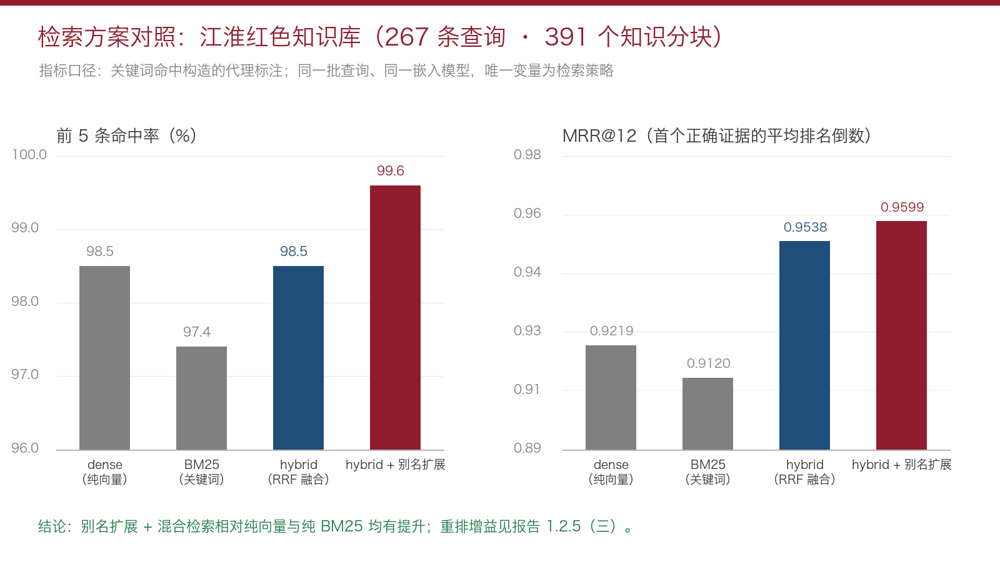 检索方案对照：江淮红色知识库（267 条查询 · 391 个知识分块）
指标口径：关键词命中构造的代理标注；同一批查询、同一嵌入模型，唯一变量为检索策略
前 5 条命中率（%）
100.0
99.0
98.0
97.0
96.0
98.5
97.4
98.5
99.6
dense
（纯向量）
BM25
（关键词）
hybrid
（RRF 融合）
hybrid + 别名扩展
MRR@12（首个正确证据的平均排名倒数）
0.98
0.96
0.94
0.93
0.91
0.89
0.9219
0.9120
0.9538
0.9599
dense
（纯向量）
BM25
（关键词）
hybrid
（RRF 融合）
hybrid + 别名扩展
结论：别名扩展 + 混合检索相对纯向量与纯 BM25 均有提升；重排增益见报告 1.2.5（三）。